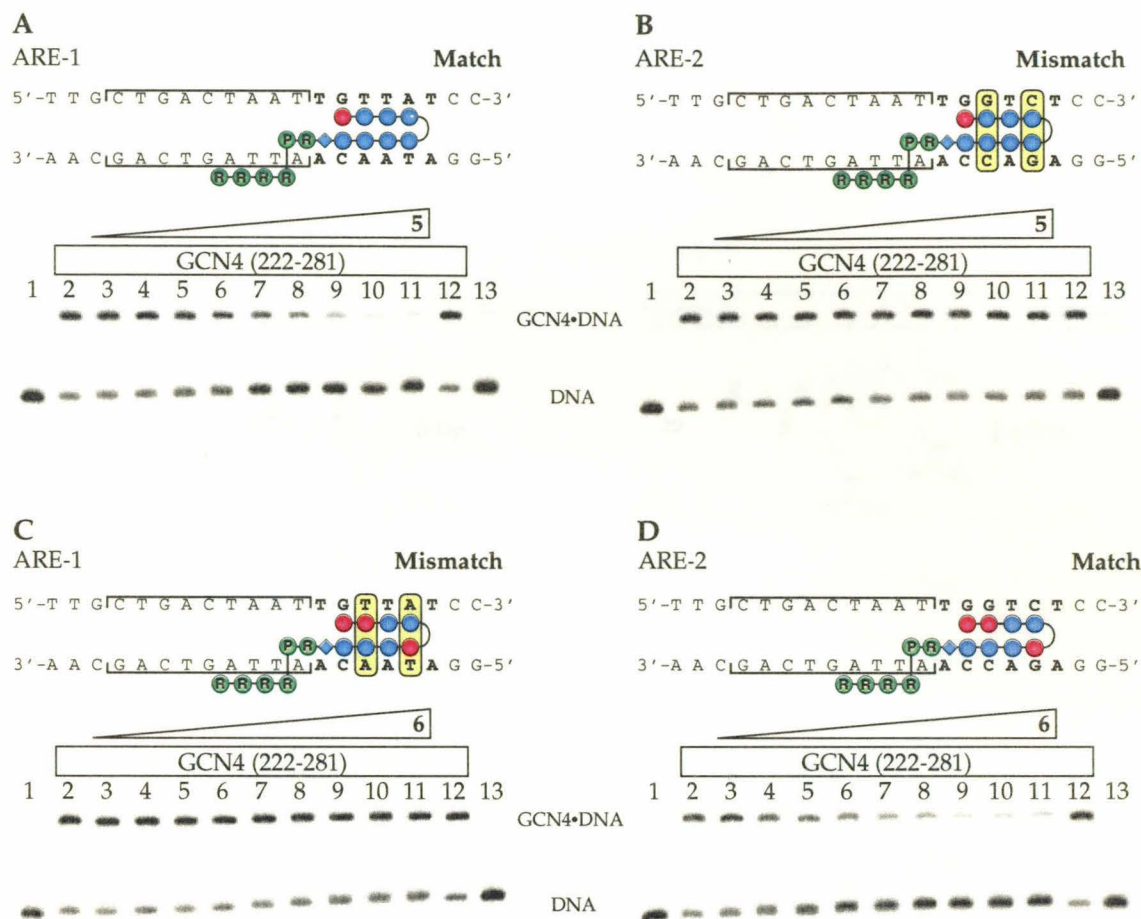 A
ARE-1 Match
5'-T T G C T G A C T A A T T G T T A T C C-3'
P R
3'-A A C G A C T G A T T A A C A A T A G G-5'
R R R R
5
GCN4 (222-281)
1 2 3 4 5 6 7 8 9 10 11 12 13
B
ARE-2 Mismatch
5'-T T G C T G A C T A A T T G G T C T C C-3'
P R
3'-A A C G A C T G A T T A A C C A G A G G-5'
R R R R
5
GCN4 (222-281)
1 2 3 4 5 6 7 8 9 10 11 12 13
GCN4•DNA
DNA
C
ARE-1 Mismatch
5'-T T G C T G A C T A A T T G T T A T C C-3'
P R
3'-A A C G A C T G A T T A A C A A T A G G-5'
R R R R
6
GCN4 (222-281)
1 2 3 4 5 6 7 8 9 10 11 12 13
D
ARE-2 Match
5'-T T G C T G A C T A A T T G G T C T C C-3'
P R
3'-A A C G A C T G A T T A A C C A G A G G-5'
R R R R
6
GCN4 (222-281)
1 2 3 4 5 6 7 8 9 10 11 12 13
GCN4•DNA
DNA